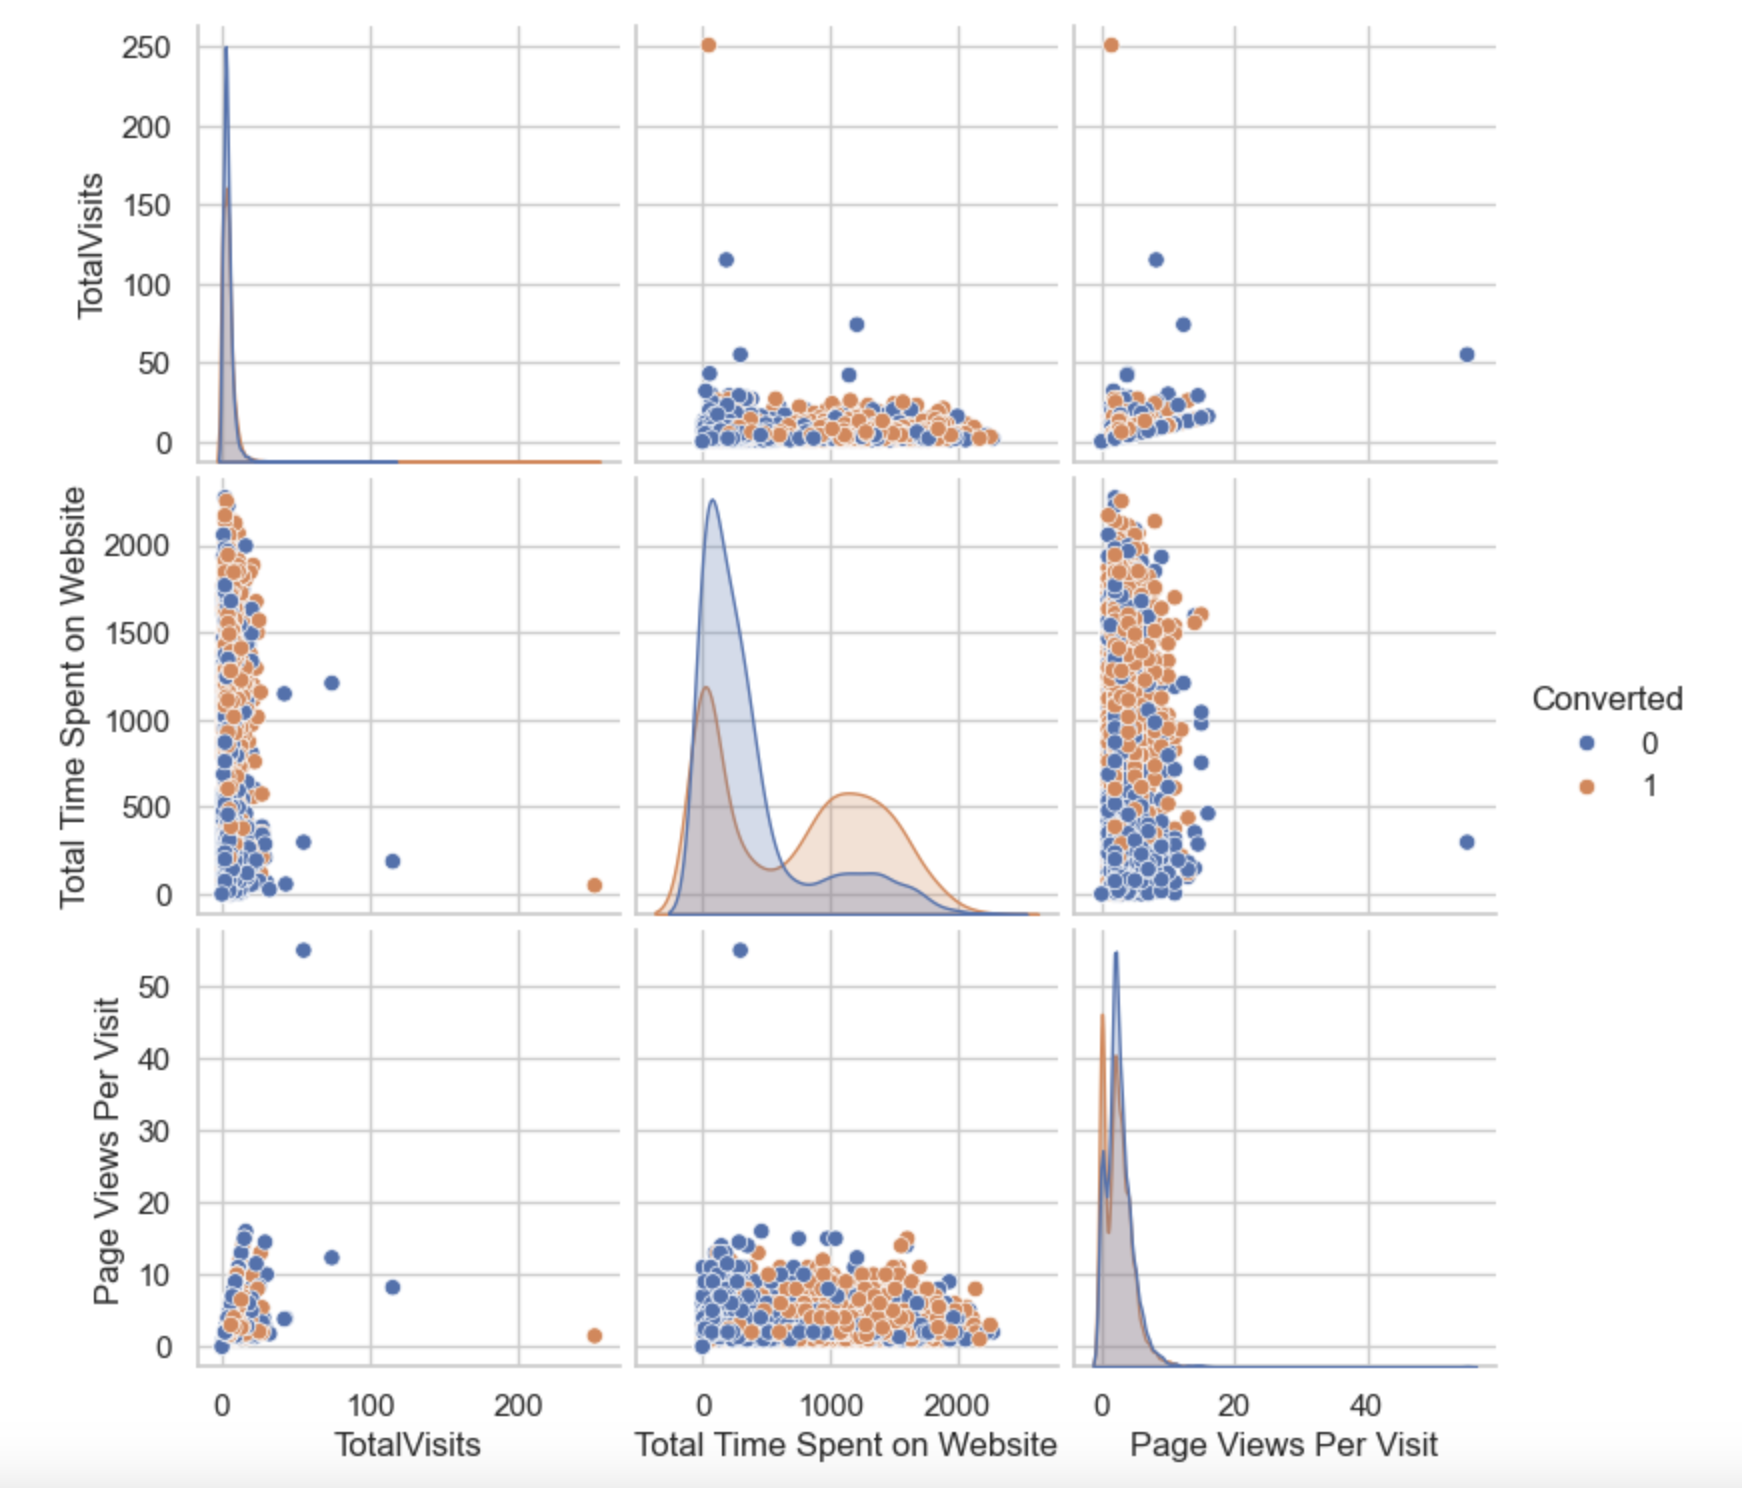 250
200
150
100
50
0
TotalVisits
2000
1500
1000
500
0
Total Time Spent on Website
Converted
0
1
50
40
30
20
10
0
Page Views Per Visit
0 100 200
TotalVisits
0 1000 2000
Total Time Spent on Website
0 20 40
Page Views Per Visit